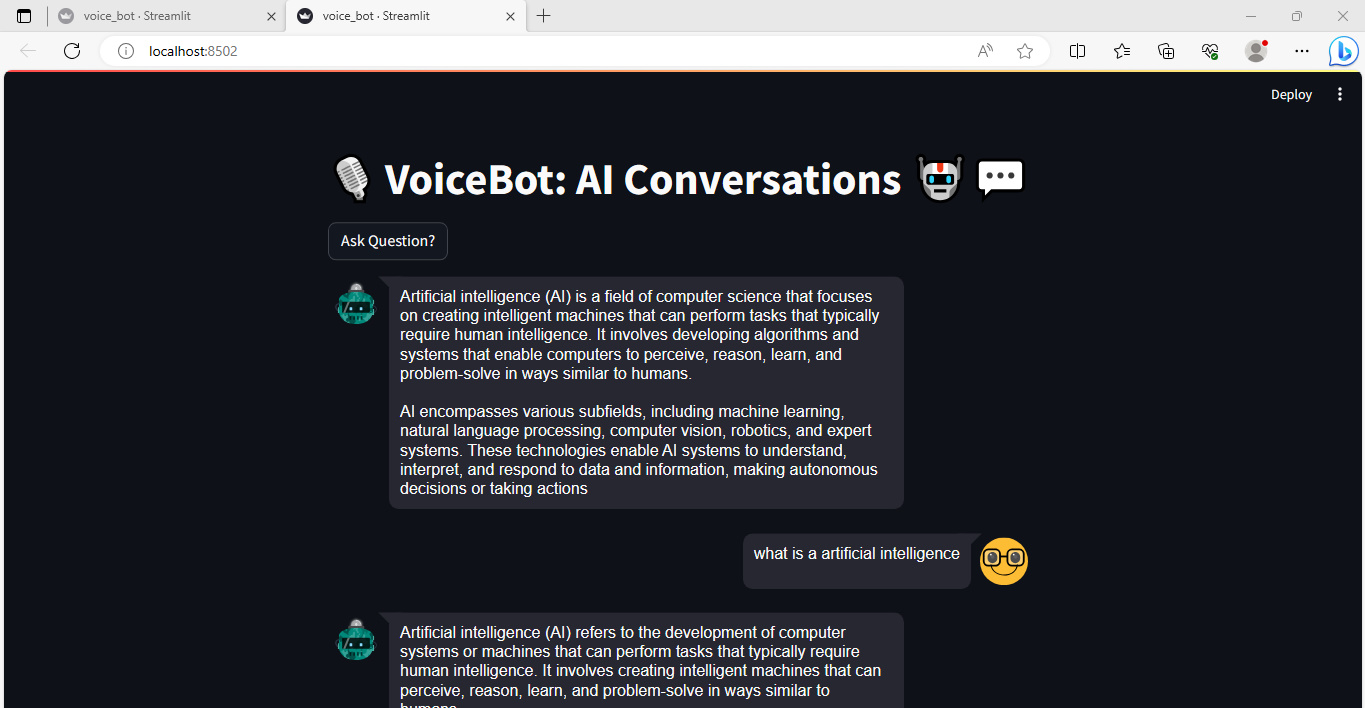 voice_bot · Streamlit
voice_bot · Streamlit
localhost:8502
Deploy
VoiceBot: AI Conversations
Ask Question?
Artificial intelligence (AI) is a field of computer science that focuses
on creating intelligent machines that can perform tasks that typically
require human intelligence. It involves developing algorithms and
systems that enable computers to perceive, reason, learn, and
problem-solve in ways similar to humans.
AI encompasses various subfields, including machine learning,
natural language processing, computer vision, robotics, and expert
systems. These technologies enable AI systems to understand,
interpret, and respond to data and information, making autonomous
decisions or taking actions
what is a artificial intelligence
Artificial intelligence (AI) refers to the development of computer
systems or machines that can perform tasks that typically require
human intelligence. It involves creating intelligent machines that can
perceive, reason, learn, and problem-solve in ways similar to
humans.